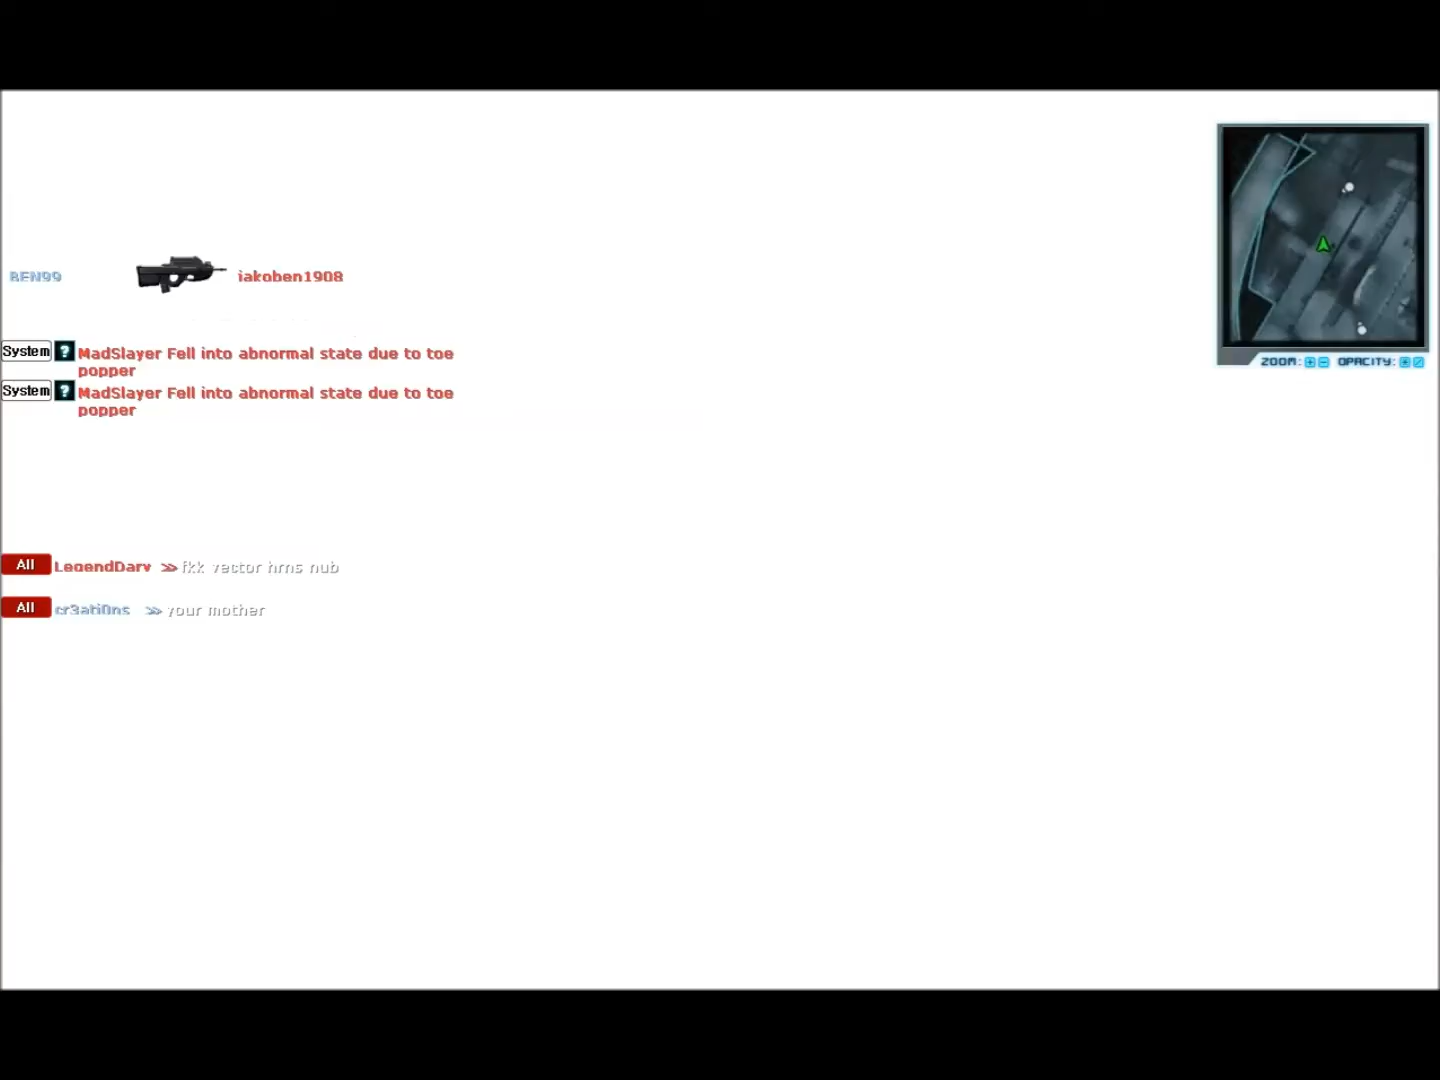 BEN99 iakoben1908
System ? MadSlayer Fell into abnormal state due to toe
popper
System ? MadSlayer Fell into abnormal state due to toe
popper
ZOOM: + - OPACITY:
All LegendDary >> fkk vector hrns nub
All cr3ati0ns >> your mother